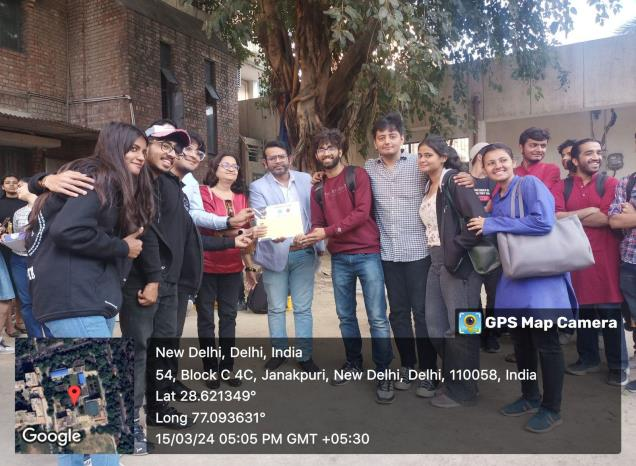 GPS Map Camera
New Delhi, Delhi, India
54, Block C 4C, Janakpuri, New Delhi, Delhi, 110058, India
Lat 28.621349°
Long 77.093631°
15/03/24 05:05 PM GMT +05:30
Google